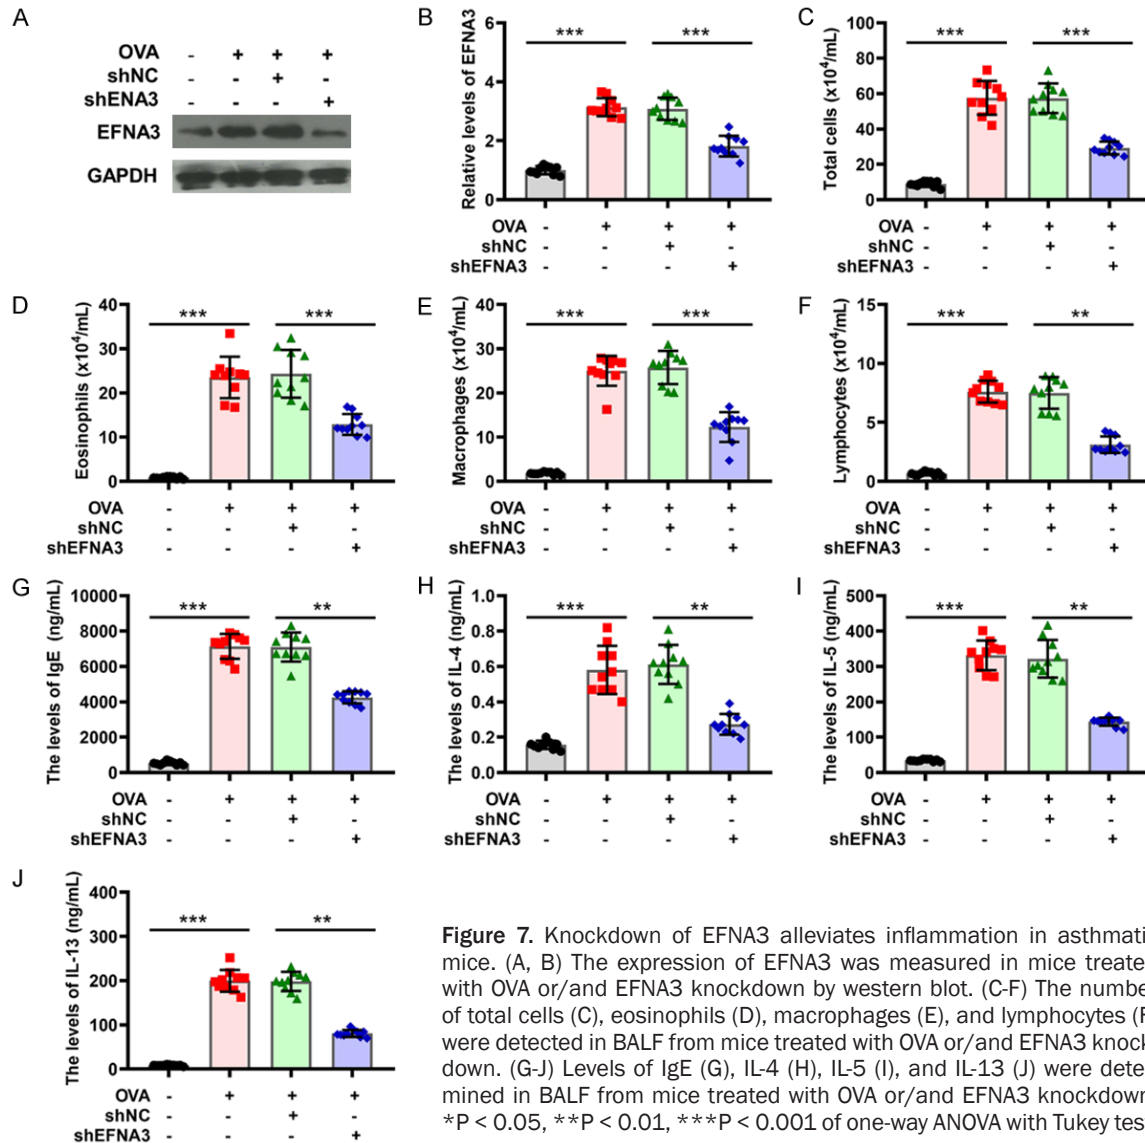 A
OVA - + + +
shNC - - + -
shENA3 - - - +
EFNA3
GAPDH
B
Relative levels of EFNA3
6
4
2
0
*** ***
OVA - + + +
shNC - - + -
shEFNA3 - - - +
C
Total cells (x10⁴/mL)
100
80
60
40
20
0
*** ***
- + + +
- - + -
- - - +
D
Eosinophils (x10⁴/mL)
40
30
20
10
0
*** ***
OVA - + + +
shNC - - + -
shEFNA3 - - - +
E
Macrophages (x10⁴/mL)
40
30
20
10
0
*** ***
OVA - + + +
shNC - - + -
shEFNA3 - - - +
F
Lymphocytes (x10⁴/mL)
15
10
5
0
*** **
- + + +
- - + -
- - - +
G
The levels of IgE (ng/mL)
10000
8000
6000
4000
2000
0
*** **
OVA - + + +
shNC - - + -
shEFNA3 - - - +
H
The levels of IL-4 (ng/mL)
1.0
0.8
0.6
0.4
0.2
0.0
*** **
OVA - + + +
shNC - - + -
shEFNA3 - - - +
I
The levels of IL-5 (ng/mL)
500
400
300
200
100
0
*** **
- + + +
- - + -
- - - +
J
The levels of IL-13 (ng/mL)
400
300
200
100
0
*** **
OVA - + + +
shNC - - + -
shEFNA3 - - - +
Figure 7. Knockdown of EFNA3 alleviates inflammation in asthmati
mice. (A, B) The expression of EFNA3 was measured in mice treate
with OVA or/and EFNA3 knockdown by western blot. (C-F) The numbe
of total cells (C), eosinophils (D), macrophages (E), and lymphocytes (F
were detected in BALF from mice treated with OVA or/and EFNA3 knock
down. (G-J) Levels of IgE (G), IL-4 (H), IL-5 (I), and IL-13 (J) were dete
mined in BALF from mice treated with OVA or/and EFNA3 knockdown
*P < 0.05, **P < 0.01, ***P < 0.001 of one-way ANOVA with Tukey tes